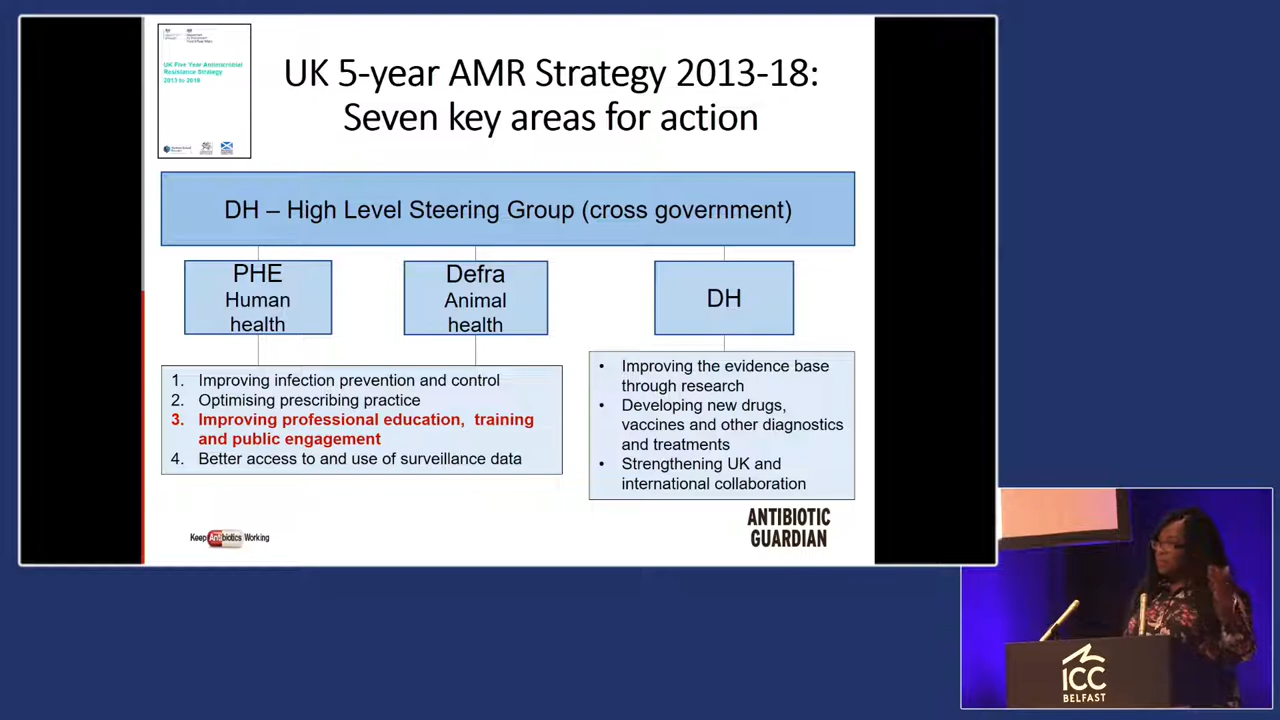 UK Five Year Antimicrobial
Resistance Strategy
2013 to 2018
UK 5-year AMR Strategy 2013-18:
Seven key areas for action
DH – High Level Steering Group (cross government)
PHE
Human
health
Defra
Animal
health
DH
1. Improving infection prevention and control
2. Optimising prescribing practice
3. Improving professional education, training
and public engagement
4. Better access to and use of surveillance data
• Improving the evidence base
through research
• Developing new drugs,
vaccines and other diagnostics
and treatments
• Strengthening UK and
international collaboration
Keep Antibiotics Working
ANTIBIOTIC
GUARDIAN
ICC
BELFAST